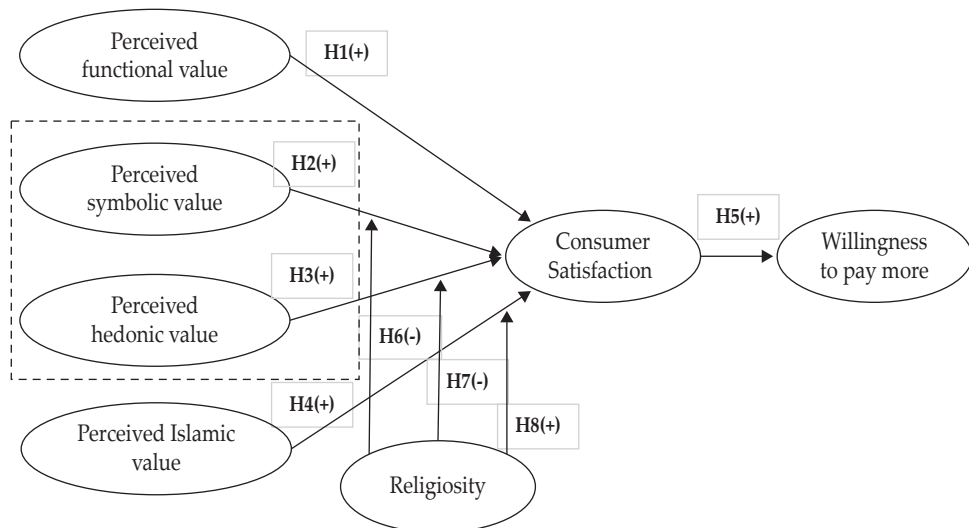 Perceived
functional value
H1(+)
Perceived
symbolic value
H2(+)
Perceived
hedonic value
H3(+)
Perceived Islamic
value
H4(+)
Consumer
Satisfaction
H5(+)
Willingness
to pay more
H6(-)
H7(-)
H8(+)
Religiosity